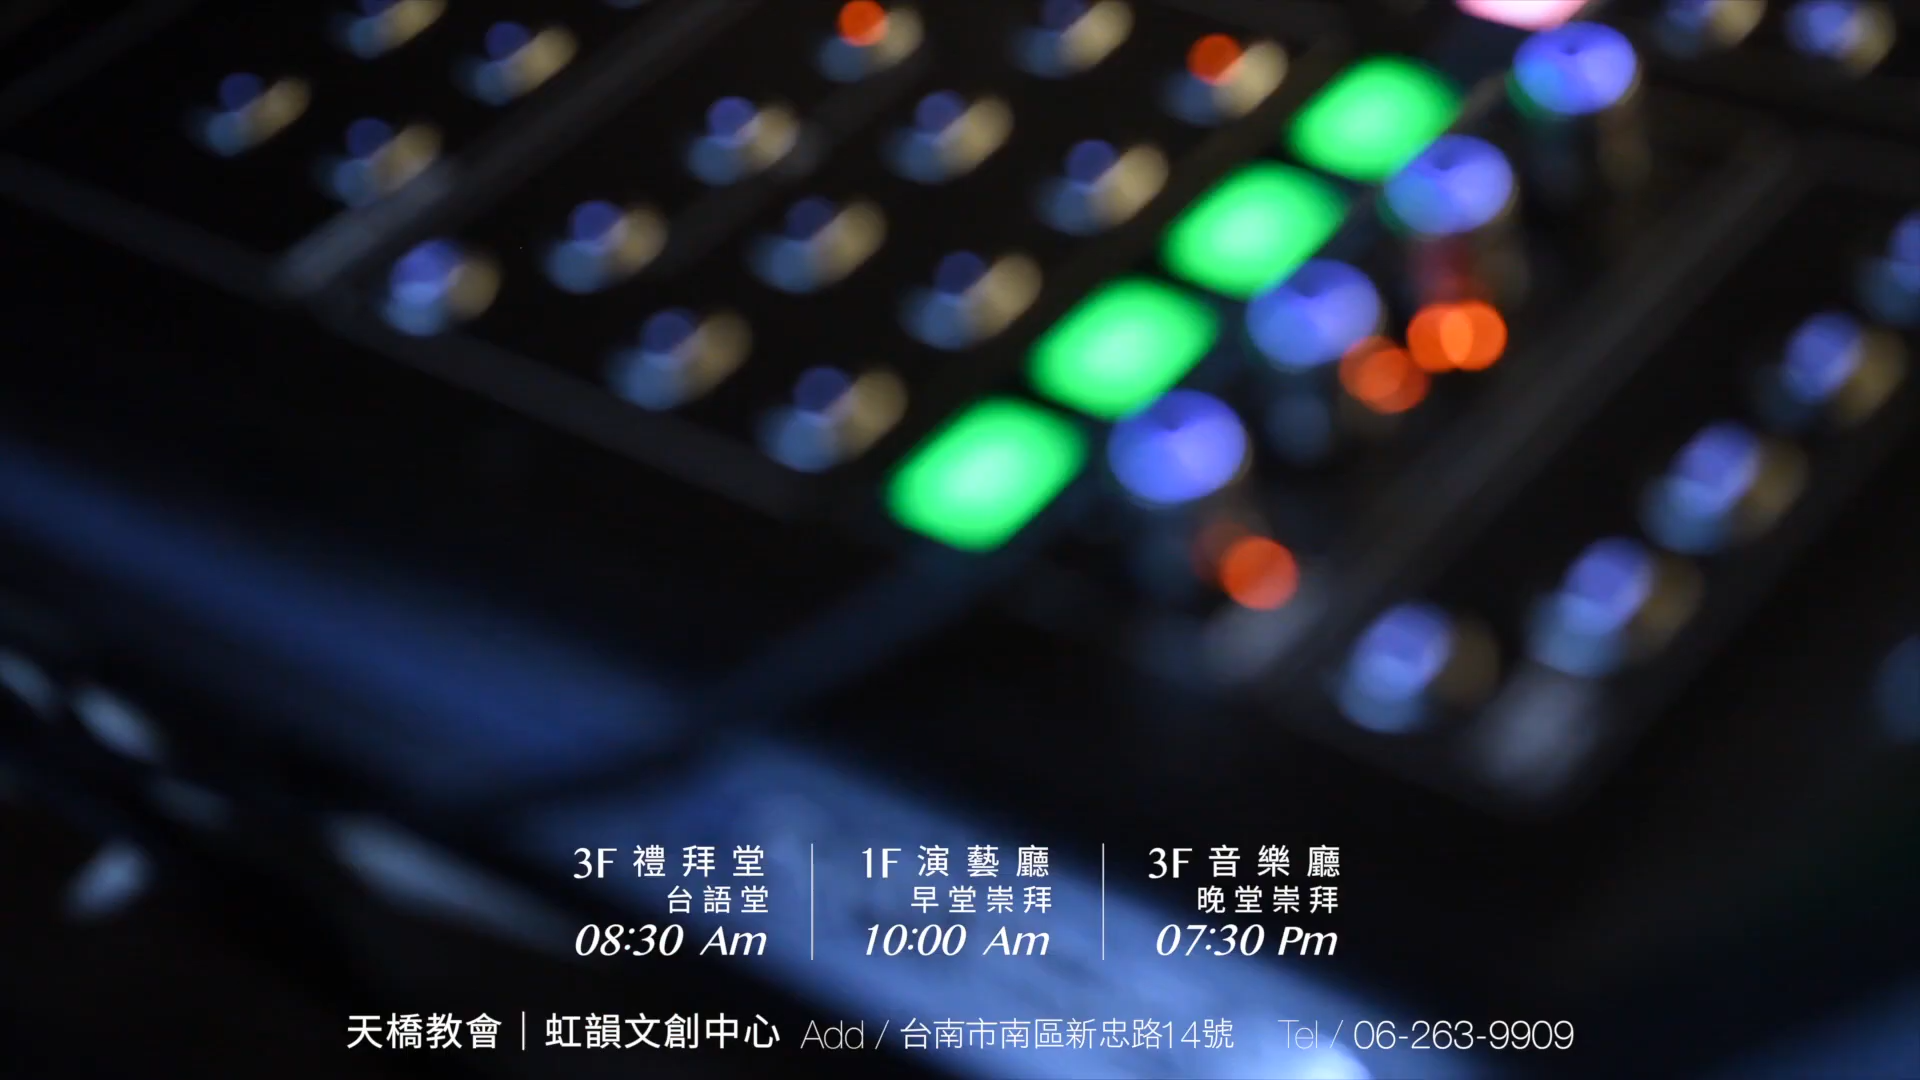 3F 禮拜堂
台語堂
08:30 Am
1F 演藝廳
早堂崇拜
10:00 Am
3F 音樂廳
晚堂崇拜
07:30 Pm
天橋教會｜虹韻文創中心 Add / 台南市南區新忠路14號 Tel / 06-263-9909